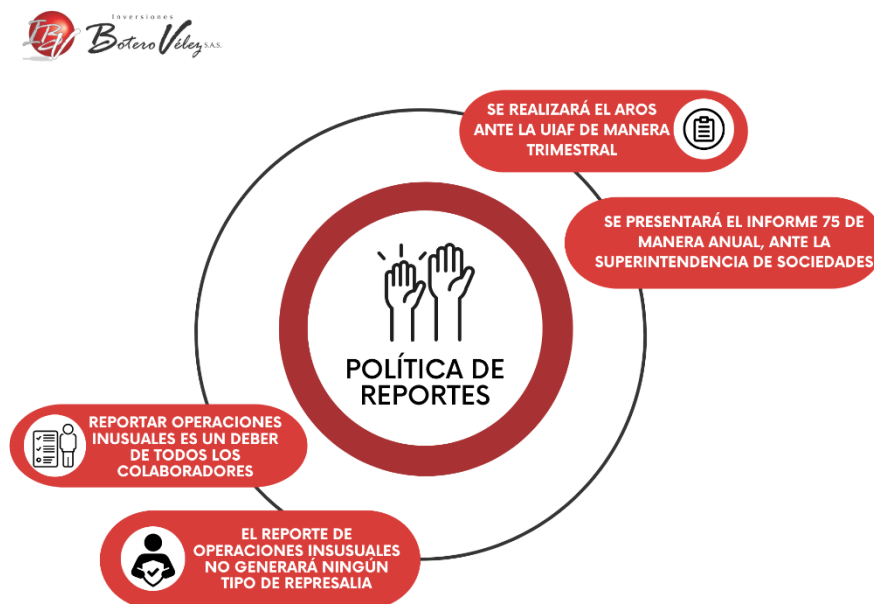 Inversiones
IBV Botero Vélez S.A.S.
SE REALIZARÁ EL AROS
ANTE LA UIAF DE MANERA
TRIMESTRAL
SE PRESENTARÁ EL INFORME 75 DE
MANERA ANUAL, ANTE LA
SUPERINTENDENCIA DE SOCIEDADES
POLÍTICA DE
REPORTES
REPORTAR OPERACIONES
INUSUALES ES UN DEBER
DE TODOS LOS
COLABORADORES
EL REPORTE DE
OPERACIONES INSUSUALES
NO GENERARÁ NINGÚN
TIPO DE REPRESALIA